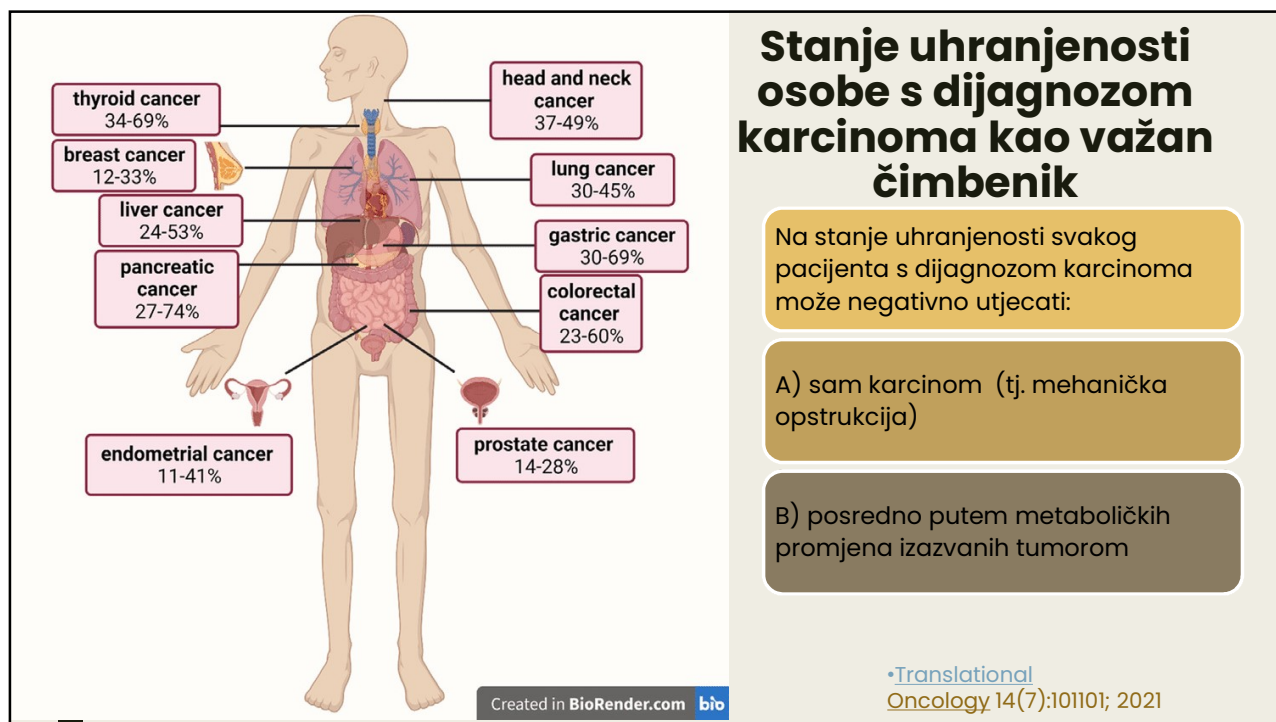 Stanje uhranjenosti
osobe s dijagnozom
karcinoma kao važan
čimbenik
thyroid cancer
34-69%
breast cancer
12-33%
liver cancer
24-53%
pancreatic
cancer
27-74%
head and neck
cancer
37-49%
lung cancer
30-45%
gastric cancer
30-69%
colorectal
cancer
23-60%
endometrial cancer
11-41%
prostate cancer
14-28%
Created in BioRender.com bio
Na stanje uhranjenosti svakog
pacijenta s dijagnozom karcinoma
može negativno utjecati:
A) sam karcinom (tj. mehanička
opstrukcija)
B) posredno putem metaboličkih
promjena izazvanih tumorom
•Translational
Oncology 14(7):101101; 2021